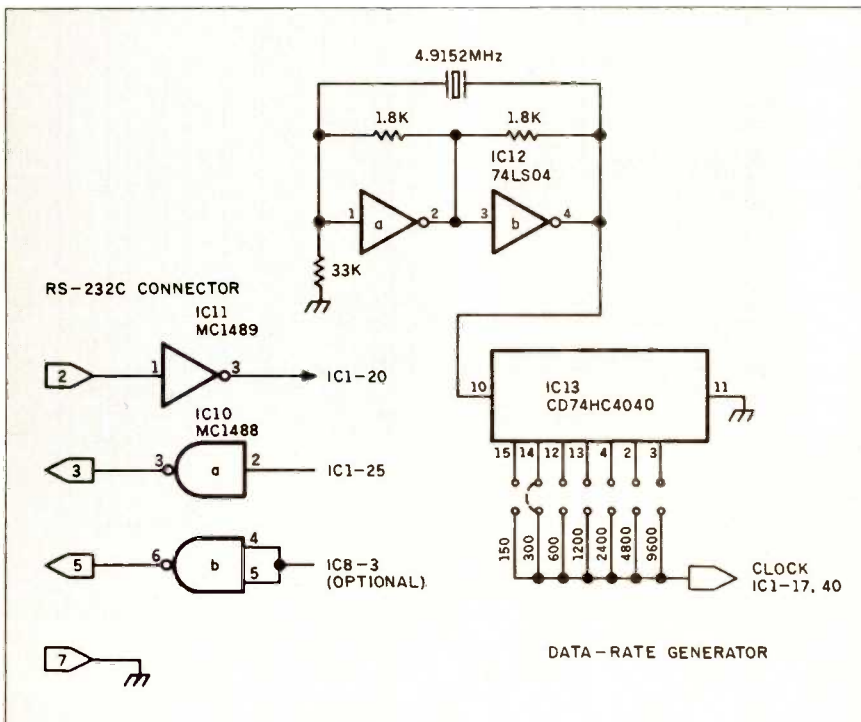 4.9152MHz
1.8K
1.8K
IC12
74LS04
1
a
2
3
b
4
33K
RS-232C CONNECTOR
IC11
MC1489
2
1
3
IC1-20
IC10
MC1488
3
3
a
2
IC1-25
5
6
b
4
5
IC8-3
(OPTIONAL)
7
10
IC13
CD74HC4040
11
15
14
12
13
4
2
3
150
300
600
1200
2400
4800
9600
CLOCK
IC1-17, 40
DATA-RATE GENERATOR